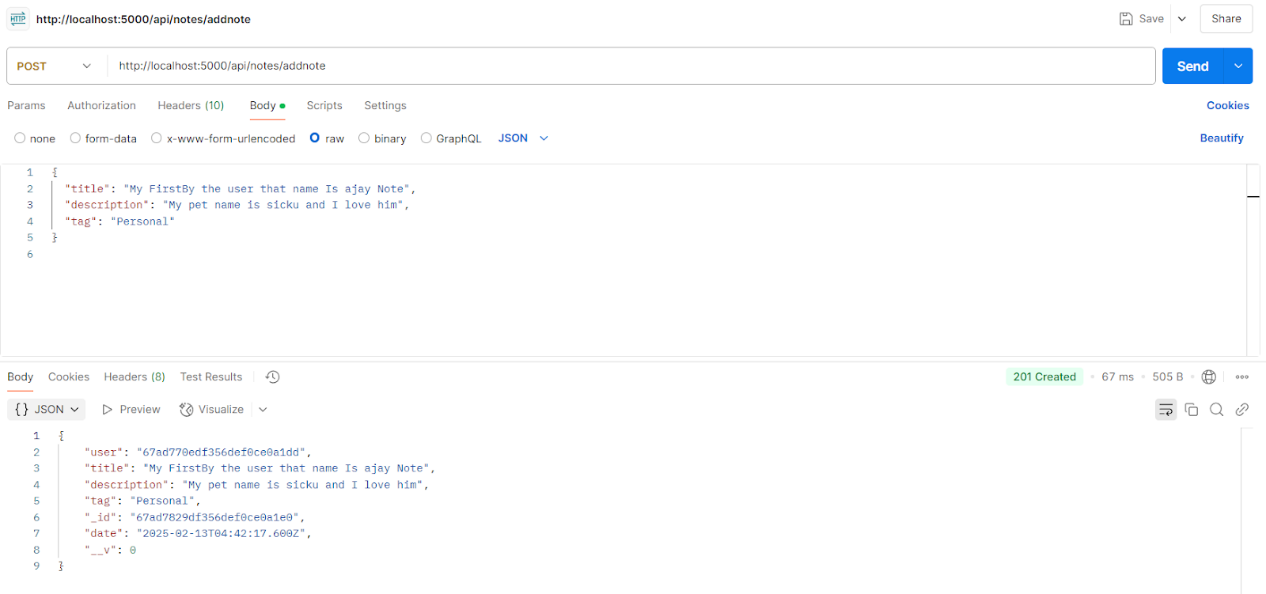 HTTP http://localhost:5000/api/notes/addnote Save Share
POST http://localhost:5000/api/notes/addnote Send
Params Authorization Headers (10) Body Scripts Settings Cookies
none form-data x-www-form-urlencoded raw binary GraphQL JSON Beautify
1 {
2 "title": "My FirstBy the user that name Is ajay Note",
3 "description": "My pet name is sicku and I love him",
4 "tag": "Personal"
5 }
6
Body Cookies Headers (8) Test Results 201 Created • 67 ms • 505 B •
{} JSON Preview Visualize
1 {
2 "user": "67ad770edf356def0ce0a1dd",
3 "title": "My FirstBy the user that name Is ajay Note",
4 "description": "My pet name is sicku and I love him",
5 "tag": "Personal",
6 "_id": "67ad7829df356def0ce0a1e0",
7 "date": "2025-02-13T04:42:17.600Z",
8 "__v": 0
9 }